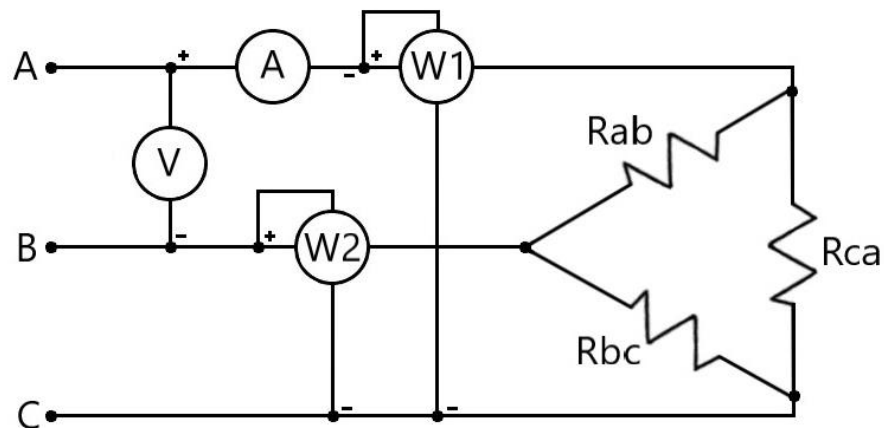 A + A - + W1
Rab
V
Rca
B - + W2
Rbc
C - -